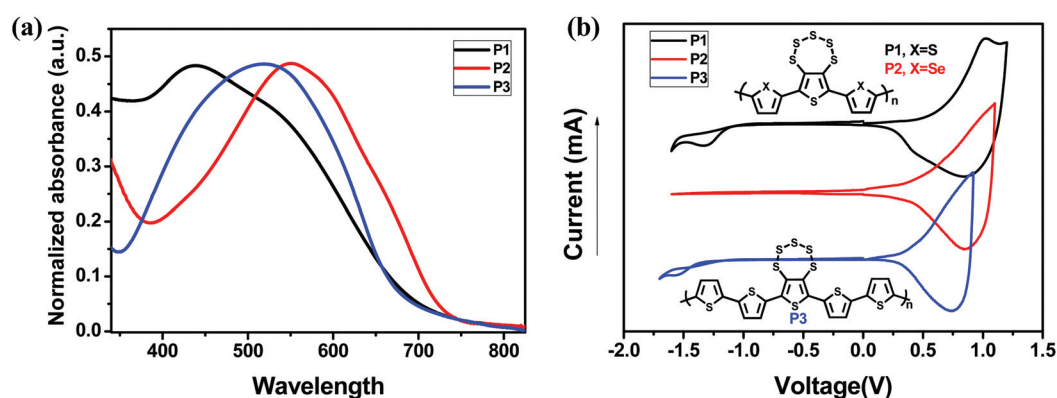 (a)
Normalized absorbance (a.u.)
0.5
0.4
0.3
0.2
0.1
0.0
400 500 600 700 800
Wavelength
P1
P2
P3
(b)
Current (mA)
P1
P2
P3
P1, X=S
P2, X=Se
S S S
S S
X X
S
n
S S S
S S
S S S S S
n
P3
-2.0 -1.5 -1.0 -0.5 0.0 0.5 1.0 1.5
Voltage(V)